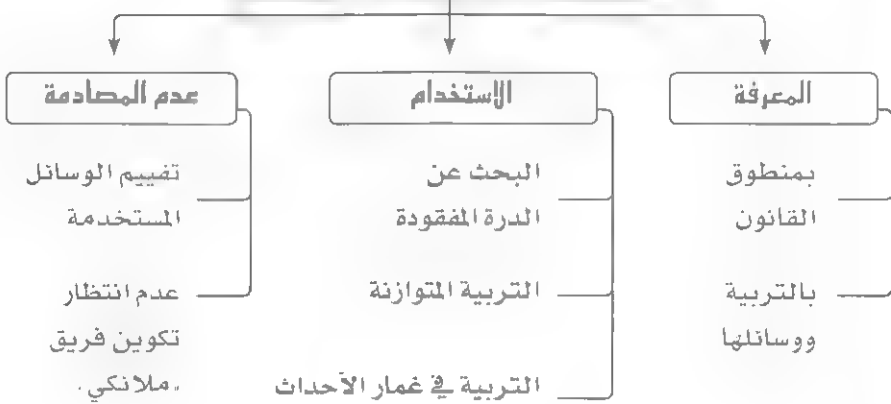 المعرفة
بمنطوق
القانون
بالتربية
ووسائلها
الاستخدام
البحث عن
الدرة المفقودة
التربية المتوازنة
التربية في غمار الأحداث
عدم المصادمة
تقييم الوسائل
المستخدمة
عدم انتظار
تكوين فريق
«ملائكي»